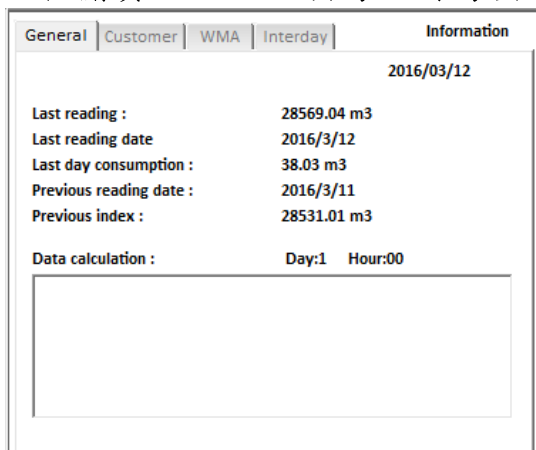 General Customer WMA Interday Information
2016/03/12
Last reading : 28569.04 m3
Last reading date 2016/3/12
Last day consumption : 38.03 m3
Previous reading date : 2016/3/11
Previous index : 28531.01 m3
Data calculation : Day:1 Hour:00